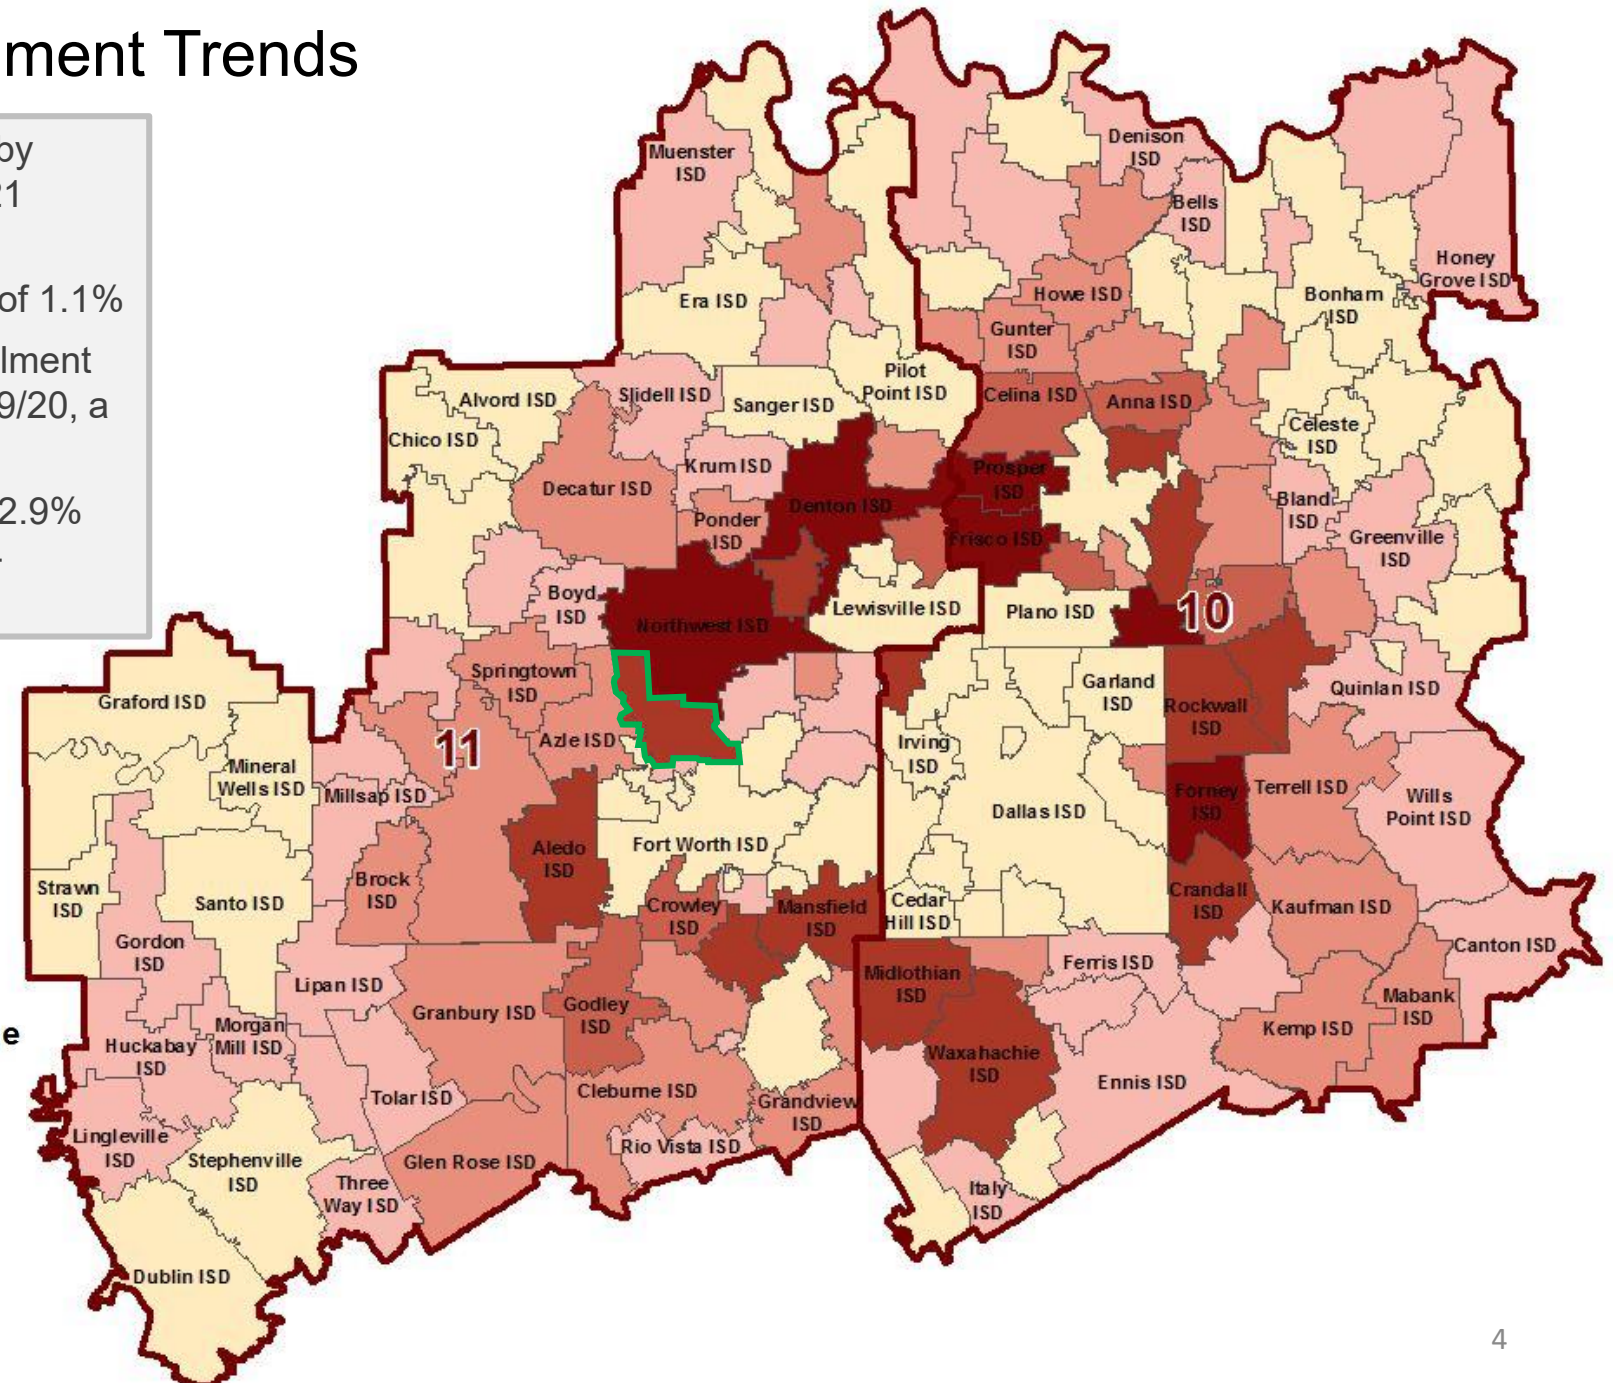 ment Trends
by
21
of 1.1%
lment
9/20, a
2.9%
e
Muenster
ISD
Denison
ISD
Bells
ISD
Honey
Grove ISD
Era ISD
Howe ISD
Bonham
ISD
Gunter
ISD
Pilot
Point ISD
Alvord ISD
Slidell ISD
Sanger ISD
Celina ISD
Anna ISD
Chico ISD
Celeste
ISD
Krum ISD
Prosper
ISD
Decatur ISD
Denton ISD
Bland
ISD
Ponder
ISD
Frisco ISD
Greenville
ISD
Boyd
ISD
Lewisville ISD
Plano ISD
10
Northwest ISD
Springtown
ISD
Garland
ISD
Quinlan ISD
Graford ISD
Rockwall
ISD
11
Azle ISD
Irving
ISD
Mineral
Wells ISD
Millsap ISD
Forney
ISD
Terrell ISD
Wills
Point ISD
Dallas ISD
Fort Worth ISD
Aledo
ISD
Strawn
ISD
Santo ISD
Brock
ISD
Crowley
ISD
Mansfield
ISD
Cedar
Hill ISD
Crandall
ISD
Kaufman ISD
Gordon
ISD
Canton ISD
Lipan ISD
Midlothian
ISD
Ferris ISD
Granbury ISD
Godley
ISD
Mabank
ISD
Kemp ISD
Huckabay
ISD
Morgan
Mill ISD
Waxahachie
ISD
Ennis ISD
Tolar ISD
Cleburne ISD
Grandview
ISD
Lingleville
ISD
Rio Vista ISD
Stephenville
ISD
Glen Rose ISD
Three
Way ISD
Italy
ISD
Dublin ISD
4